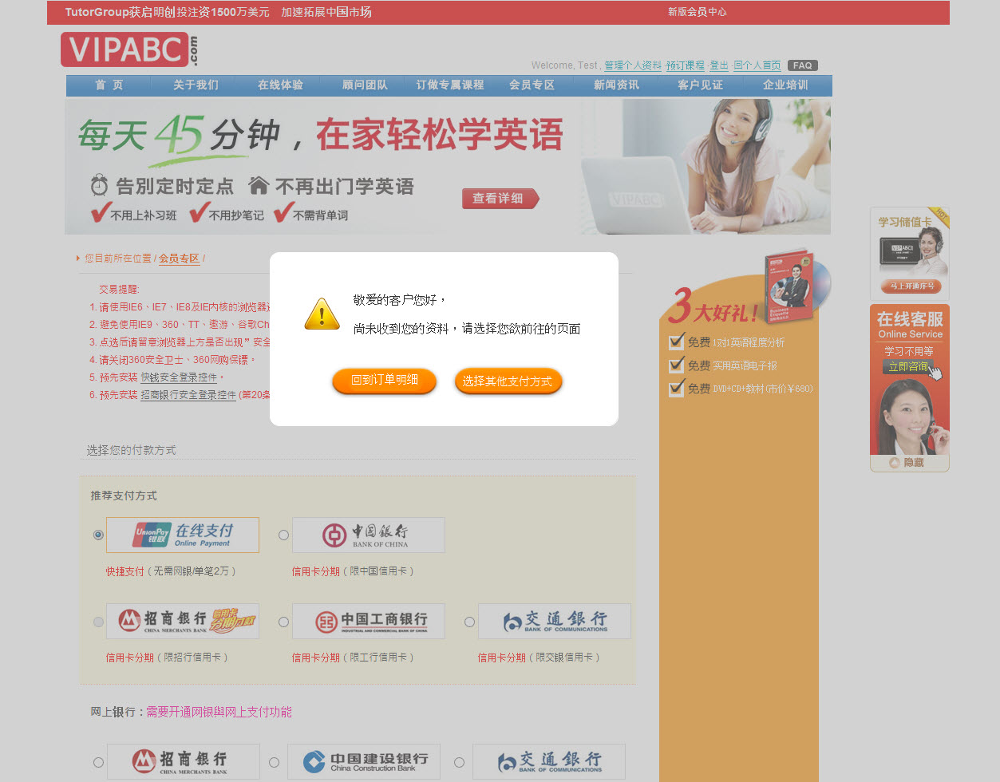 TutorGroup获启明创投注资1500万美元 加速拓展中国市场
新版会员中心
VIPABC.com
Welcome, Test , 管理个人资料 ·预订课程 ·登出 ·回个人首页 FAQ
首 页 关于我们 在线体验 顾问团队 订做专属课程 会员专区 新闻资讯 客户见证 企业培训
每天45分钟，在家轻松学英语
告別定时定点 不再出门学英语
查看详细
不用上补习班 不用抄笔记 不需背单词
VIPABC
HOT
学习储值卡
VIPABC
马上开通序号
在线客服
Online Service
学习不用等
立即咨询
隐藏
您目前所在位置 / 会员专区 /
交易提醒:
1. 请使用IE6、IE7、IE8及IE内核的浏览器
2. 避免使用IE9、360、TT、遨游、谷歌Ch
3. 点选后请留意浏览器上方是否出现”安全
4. 请关闭360安全卫士、360网购保镖。
5. 预先安装 快钱安全登录控件。
6. 预先安装 招商银行安全登录控件 (第20条
敬爱的客户您好，
尚未收到您的资料，请选择您欲前往的页面
回到订单明细 选择其他支付方式
3大好礼！
免费 1对1英语程度分析
免费 实用英语电子报
免费 DVD+CD+教材(市价￥680)
选择您的付款方式
推荐支付方式
UnionPay 银联 在线支付 Online Payment
中国銀行 BANK OF CHINA
快捷支付 ( 无需网银/单笔2万 )
信用卡分期 ( 限中国信用卡 )
招商银行 CHINA MERCHANTS BANK 信用卡分期付款
中国工商银行 INDUSTRIAL AND COMMERCIAL BANK OF CHINA
交通銀行 BANK OF COMMUNICATIONS
信用卡分期 ( 限招行信用卡 )
信用卡分期 ( 限工行信用卡 )
信用卡分期 ( 限交银信用卡 )
网上银行：需要开通网银與网上支付功能
招商银行 CHINA MERCHANTS BANK
中国建设银行 China Construction Bank
交通銀行 BANK OF COMMUNICATIONS